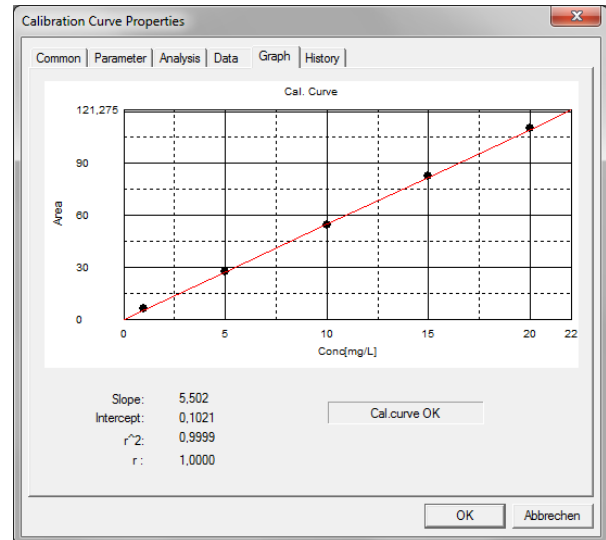 Calibration Curve Properties
Common Parameter Analysis Data Graph History
Cal. Curve
121,275
90
60
30
0
Area
0 5 10 15 20 22
Conc[mg/L]
Slope: 5,502
Intercept: 0,1021
r^2: 0,9999
r : 1,0000
Cal.curve OK
OK Abbrechen